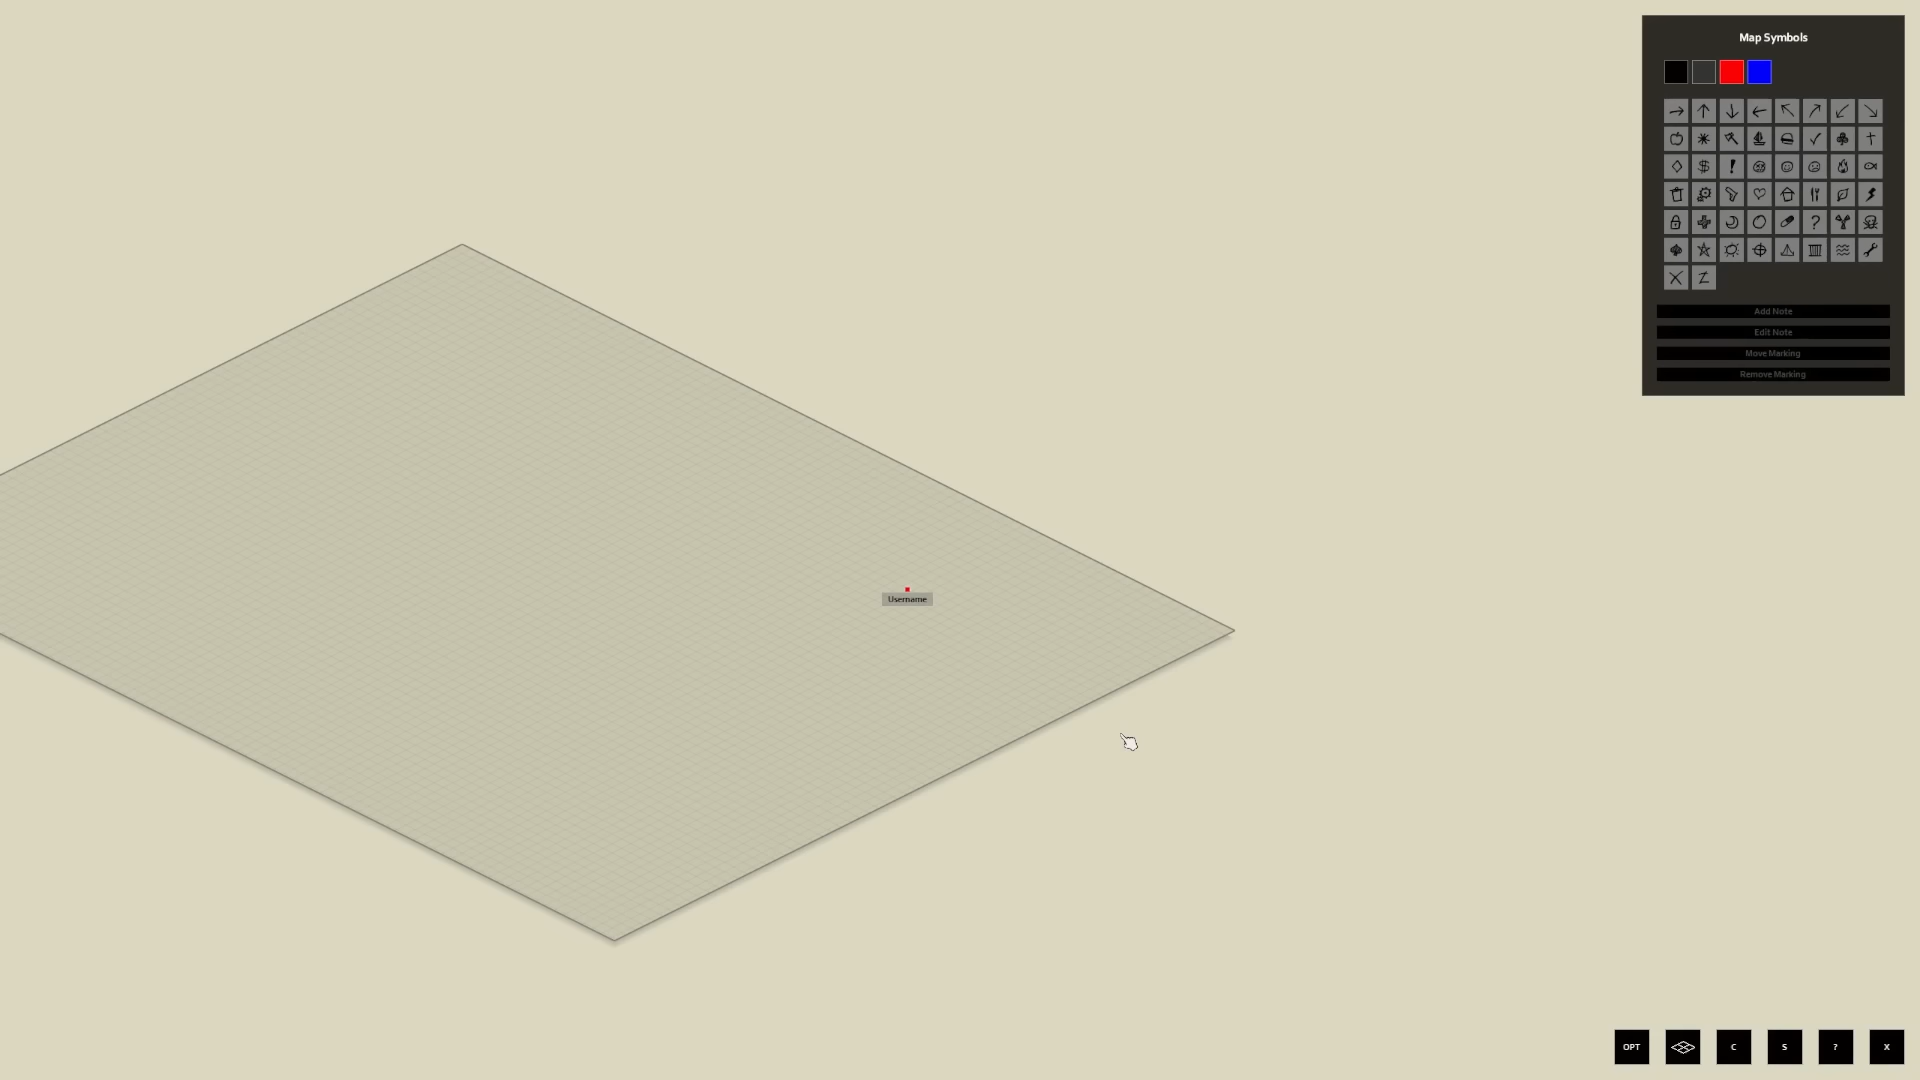 Map Symbols
Add Note
Edit Note
Move Marking
Remove Marking
Username
OPT
C
S
?
X